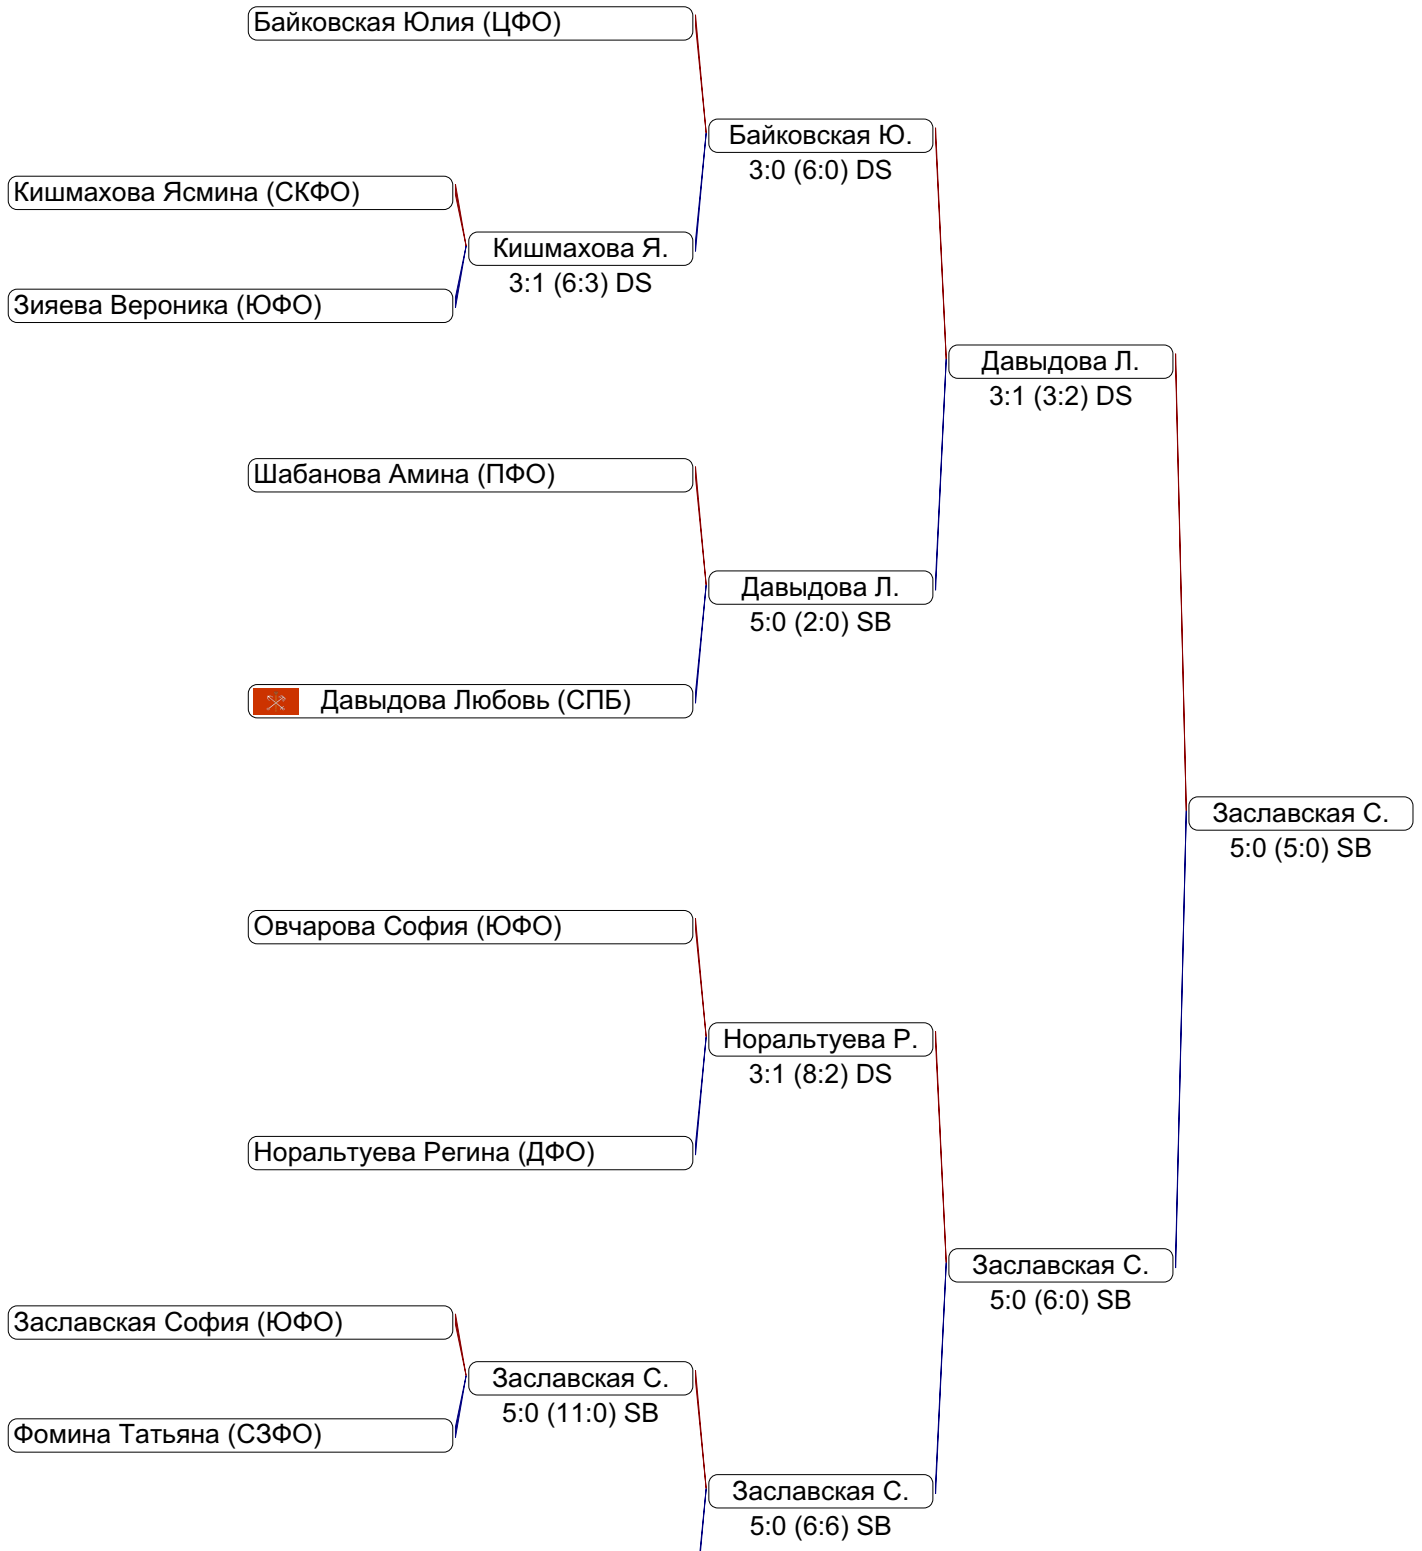 Байковская Юлия (ЦФО)
Байковская Ю.
3:0 (6:0) DS
Кишмахова Ясмина (СКФО)
Кишмахова Я.
3:1 (6:3) DS
Зияева Вероника (ЮФО)
Давыдова Л.
3:1 (3:2) DS
Шабанова Амина (ПФО)
Давыдова Л.
5:0 (2:0) SB
Давыдова Любовь (СПБ)
Заславская С.
5:0 (5:0) SB
Овчарова София (ЮФО)
Норальтуева Р.
3:1 (8:2) DS
Норальтуева Регина (ДФО)
Заславская С.
5:0 (6:0) SB
Заславская София (ЮФО)
Заславская С.
5:0 (11:0) SB
Фомина Татьяна (СЗФО)
Заславская С.
5:0 (6:6) SB